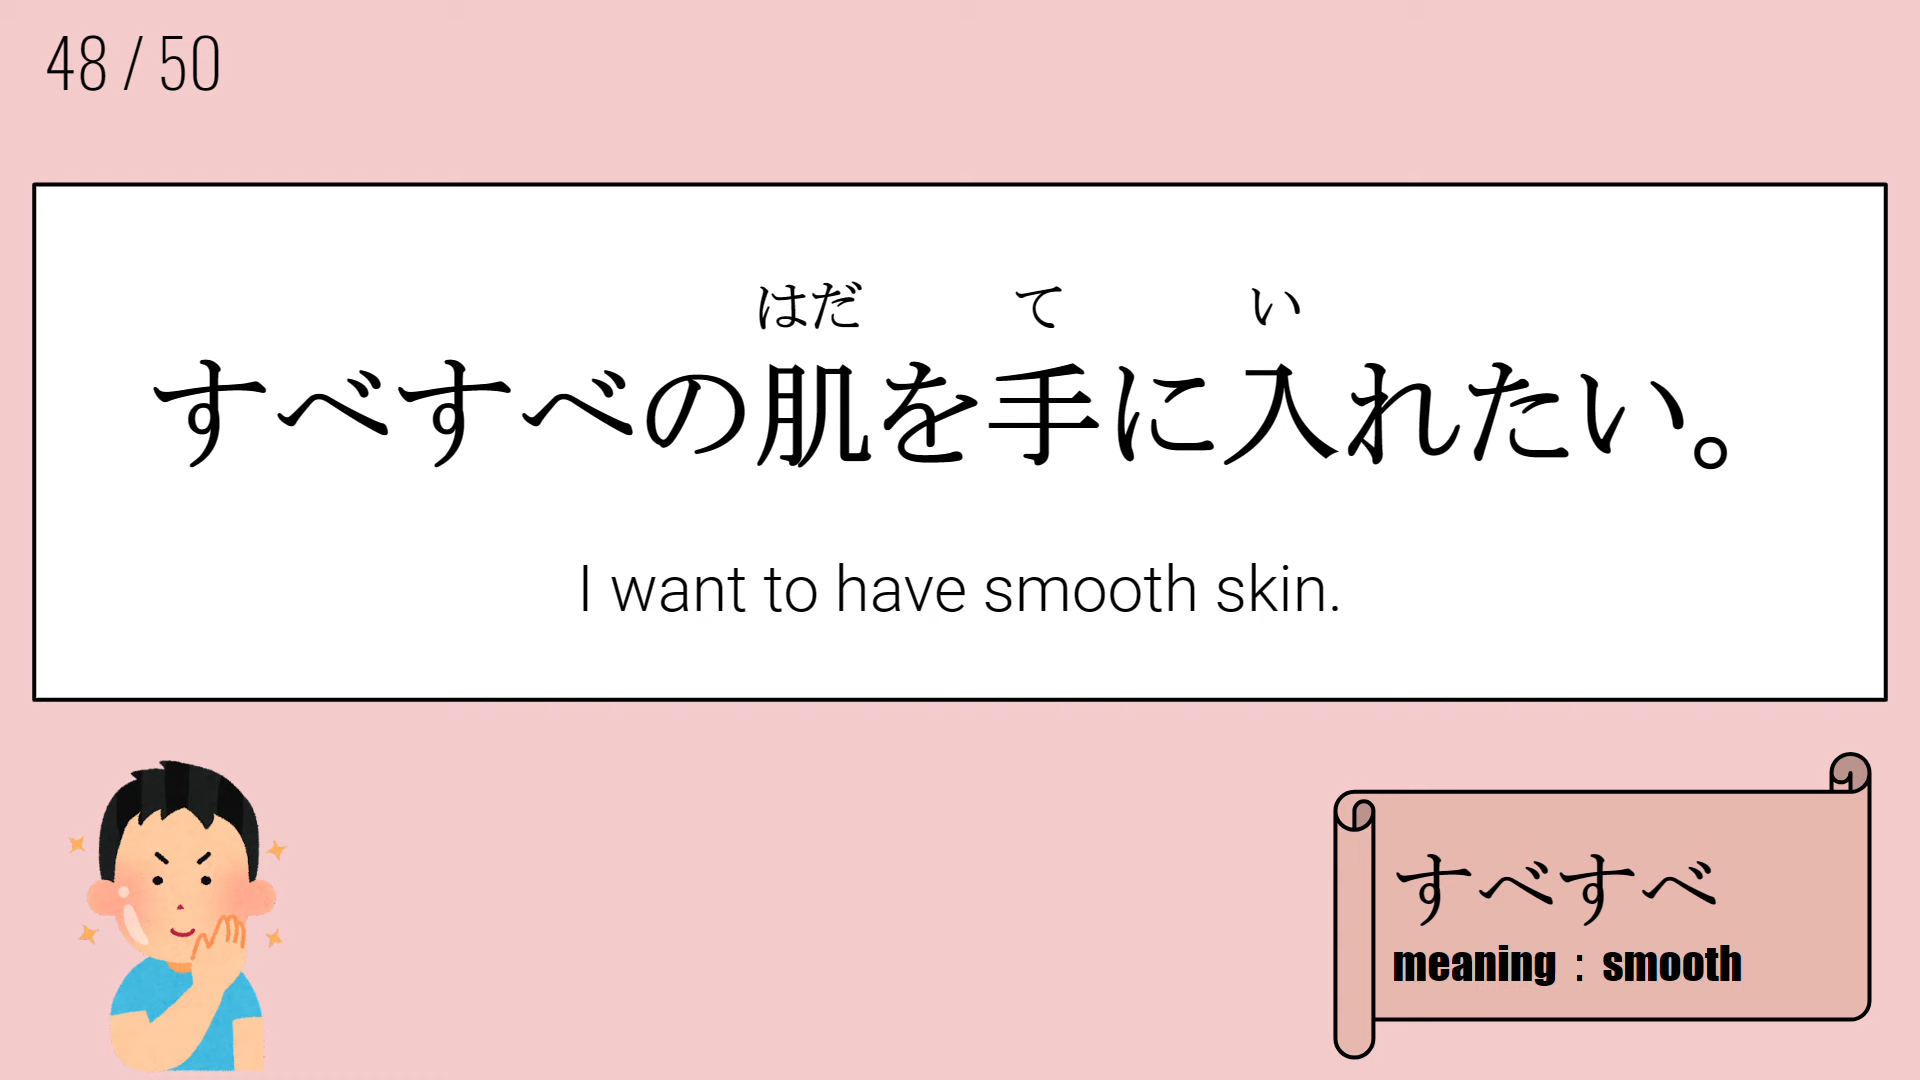 48 / 50
はだ て い
すべすべの肌を手に入れたい。
I want to have smooth skin.
すべすべ
meaning : smooth